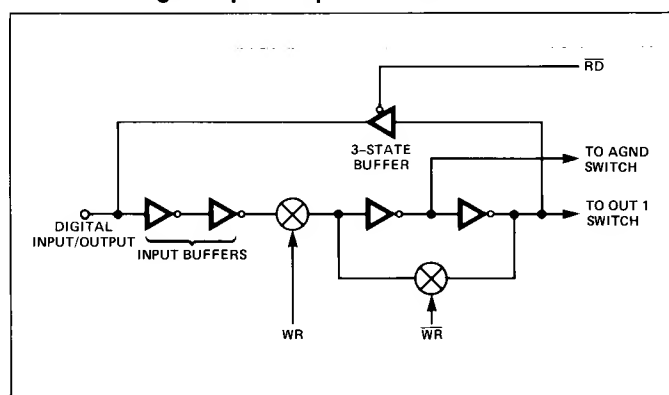 RD
3-STATE
BUFFER
TO AGND
SWITCH
TO OUT 1
SWITCH
DIGITAL
INPUT/OUTPUT
INPUT BUFFERS
WR
WR